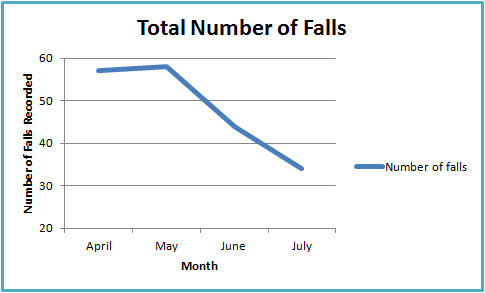 Total Number of Falls
60
50
40
30
20
Number of Falls Recorded
April May June July
Month
Number of falls